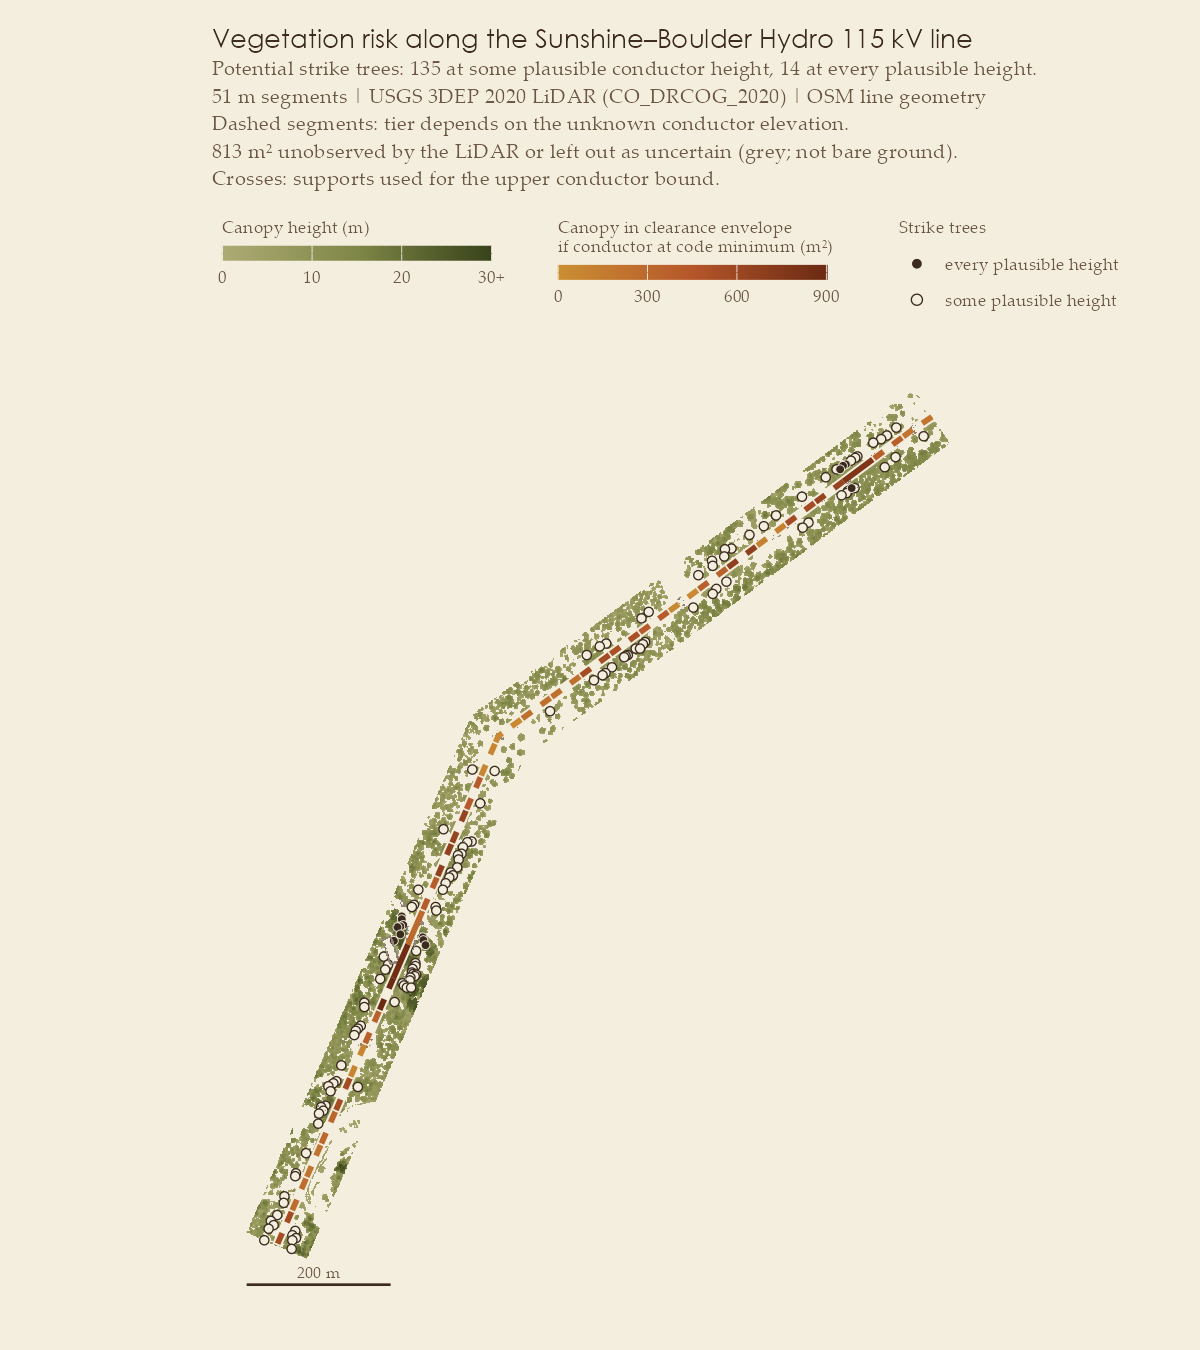 Vegetation risk along the Sunshine–Boulder Hydro 115 kV line
Potential strike trees: 135 at some plausible conductor height, 14 at every plausible height.
51 m segments | USGS 3DEP 2020 LiDAR (CO_DRCOG_2020) | OSM line geometry
Dashed segments: tier depends on the unknown conductor elevation.
813 m² unobserved by the LiDAR or left out as uncertain (grey; not bare ground).
Crosses: supports used for the upper conductor bound.
Canopy height (m)
0 10 20 30+
Canopy in clearance envelope
if conductor at code minimum (m²)
0 300 600 900
Strike trees
every plausible height
some plausible height
200 m